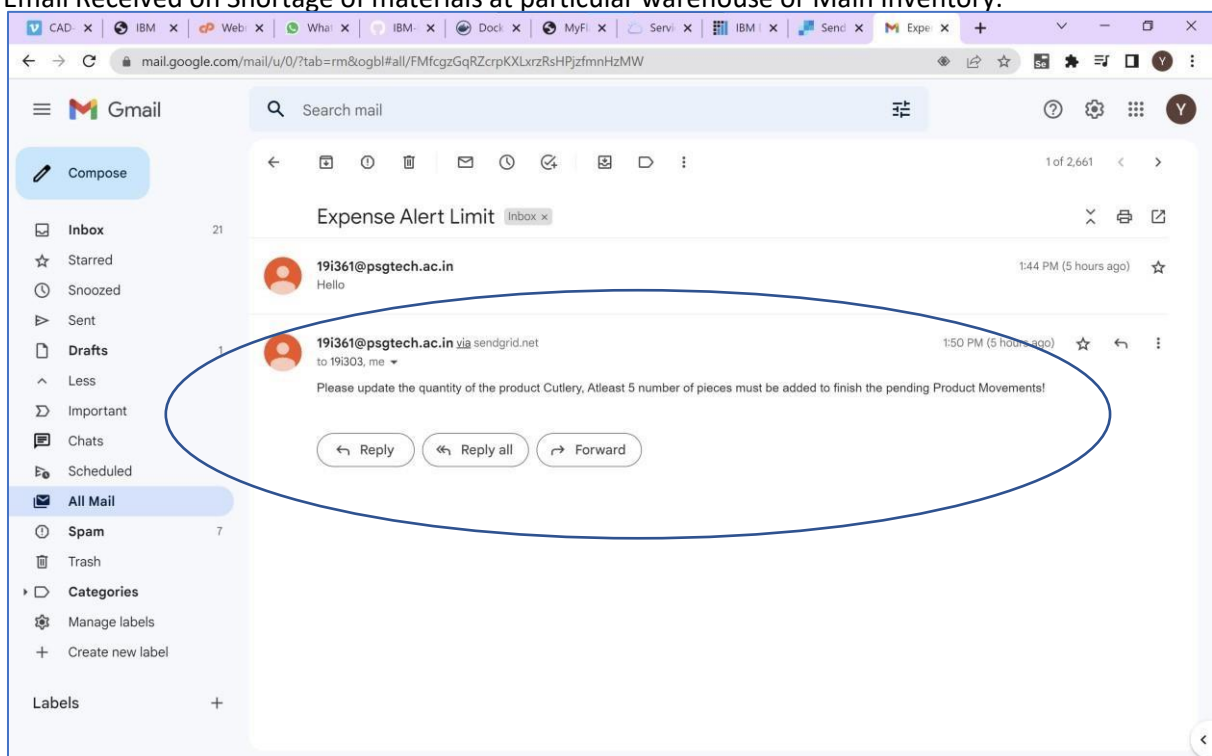 Email Received on Shortage of materials at particular warehouse or Main Inventory.
CAD- IBM Web What IBM- Dock MyFi Servi IBM Send Expe
mail.google.com/mail/u/0/?tab=rm&ogbl#all/FMfcgzGqRZcrpKXLxrzRsHPjzfmnHzMW
Gmail
Search mail
Y
Compose
1 of 2,661
Expense Alert Limit Inbox ×
Inbox 21
Starred
Snoozed
Sent
Drafts 1
Less
Important
Chats
Scheduled
All Mail
Spam 7
Trash
Categories
Manage labels
Create new label
Labels
19i361@psgtech.ac.in 1:44 PM (5 hours ago)
Hello
19i361@psgtech.ac.in via sendgrid.net 1:50 PM (5 hours ago)
to 19i303, me
Please update the quantity of the product Cutlery, Atleast 5 number of pieces must be added to finish the pending Product Movements!
Reply Reply all Forward